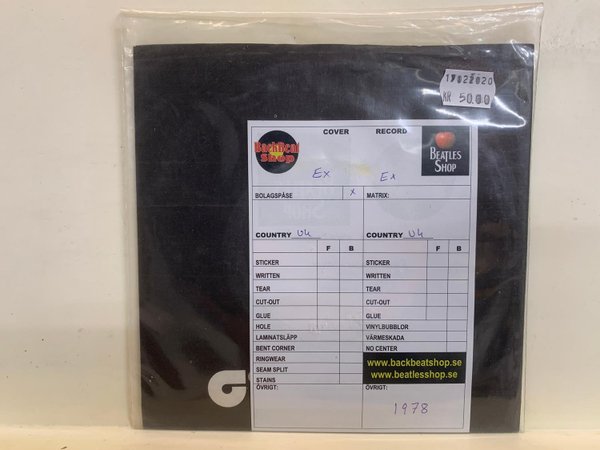 17022020
KR 50.00
COVER RECORD
BackBeat Shop
BEATLES SHOP
Ex Ex
BOLAGSPÅSE X MATRIX:
COUNTRY UK COUNTRY UK
F B F B
STICKER STICKER
WRITTEN WRITTEN
TEAR TEAR
CUT-OUT CUT-OUT
GLUE GLUE
HOLE VINYLBUBBLOR
LAMINATSLÄPP VÄRMESKADA
BENT CORNER NO CENTER
RINGWEAR www.backbeatshop.se
SEAM SPLIT www.beatlesshop.se
STAINS
ÖVRIGT: ÖVRIGT:
1978